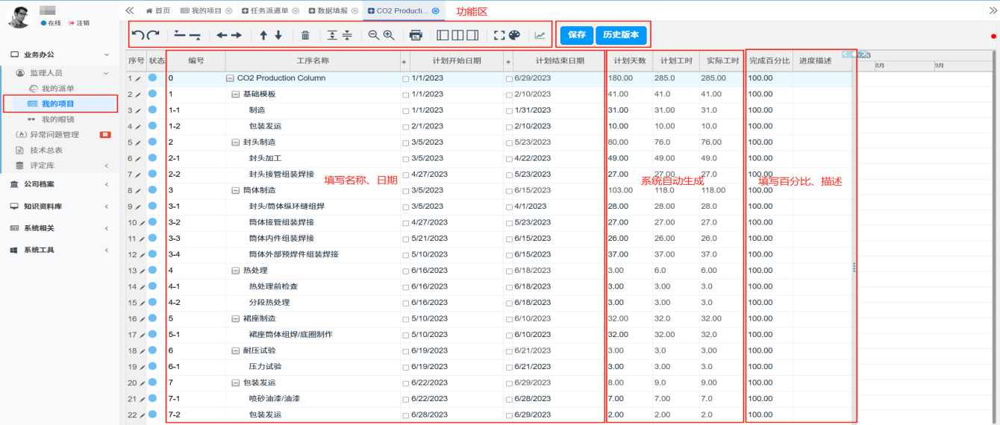 首页 我的项目 任务派遣单 数据填报 CO2 Producti... 功能区
在线 注销
保存 历史版本
业务办公
监理人员
我的派单
我的项目
我的眼镜
异常问题管理 新
技术总表
评定库
公司档案
知识资料库
系统相关
系统工具
序号 状态 编号 工序名称 计划开始日期 计划结束日期 计划天数 计划工时 实际工时 完成百分比 进度描述 023
8月 9月
1 0 CO2 Production Column 1/1/2023 6/29/2023 180.00 285.0 285.00 100.00
2 1 基础模板 1/1/2023 2/10/2023 41.00 41.0 41.00 100.00
3 1-1 制造 1/1/2023 1/31/2023 31.00 31.00 31.0 100.00
4 1-2 包装发运 2/1/2023 2/10/2023 10.00 10.00 10.0 100.00
5 2 封头制造 3/5/2023 5/23/2023 80.00 76.0 76.00 100.00
6 2-1 封头加工 3/5/2023 4/22/2023 49.00 49.00 49.0 100.00
7 2-2 封头接管组装焊接 4/27/2023 5/23/2023 27.00 27.00 27.0 100.00
填写名称、日期 系统自动生成 填写百分比、描述
8 3 筒体制造 3/5/2023 6/15/2023 103.00 118.0 118.00 100.00
9 3-1 封头/筒体纵环缝组焊 3/5/2023 4/1/2023 28.00 28.00 28.0 100.00
10 3-2 筒体接管组装焊接 4/27/2023 5/23/2023 27.00 27.00 27.0 100.00
11 3-3 筒体内件组装焊接 5/21/2023 6/15/2023 26.00 26.00 26.0 100.00
12 3-4 筒体外部预焊件组装焊接 5/10/2023 6/15/2023 37.00 37.00 37.0 100.00
13 4 热处理 6/16/2023 6/18/2023 3.00 6.0 6.00 100.00
14 4-1 热处理前检查 6/16/2023 6/18/2023 3.00 3.00 3.0 100.00
15 4-2 分段热处理 6/16/2023 6/18/2023 3.00 3.00 3.0 100.00
16 5 裙座制造 5/10/2023 6/10/2023 32.00 32.0 32.00 100.00
17 5-1 裙座筒体组焊/底圈制作 5/10/2023 6/10/2023 32.00 32.00 32.0 100.00
18 6 耐压试验 6/19/2023 6/21/2023 3.00 3.0 3.00 100.00
19 6-1 压力试验 6/19/2023 6/21/2023 3.00 3.00 3.0 100.00
20 7 包装发运 6/22/2023 6/29/2023 8.00 9.0 9.00 100.00
21 7-1 喷砂油漆/油漆 6/22/2023 6/28/2023 7.00 7.00 7.0 100.00
22 7-2 包装发运 6/28/2023 6/29/2023 2.00 2.00 2.0 100.00